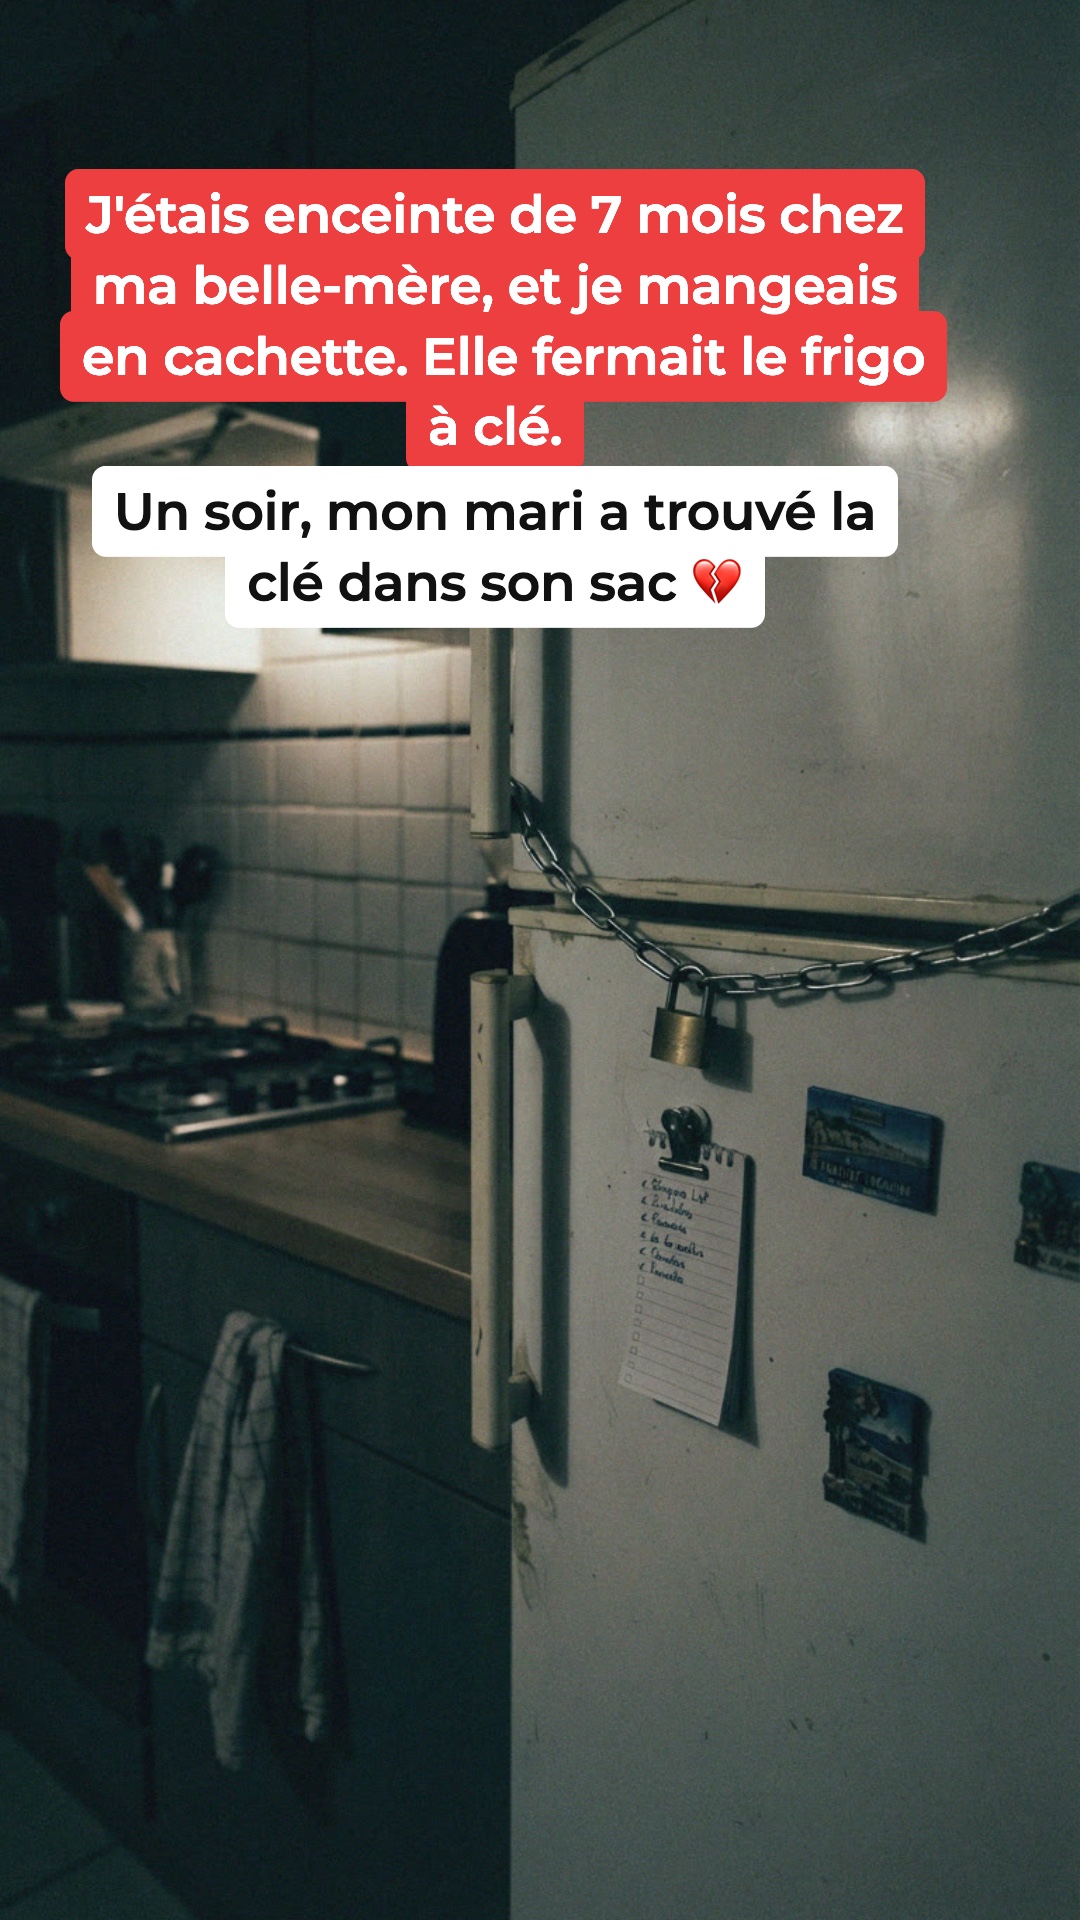 J'étais enceinte de 7 mois chez
ma belle-mère, et je mangeais
en cachette. Elle fermait le frigo
à clé.
Un soir, mon mari a trouvé la
clé dans son sac 💔